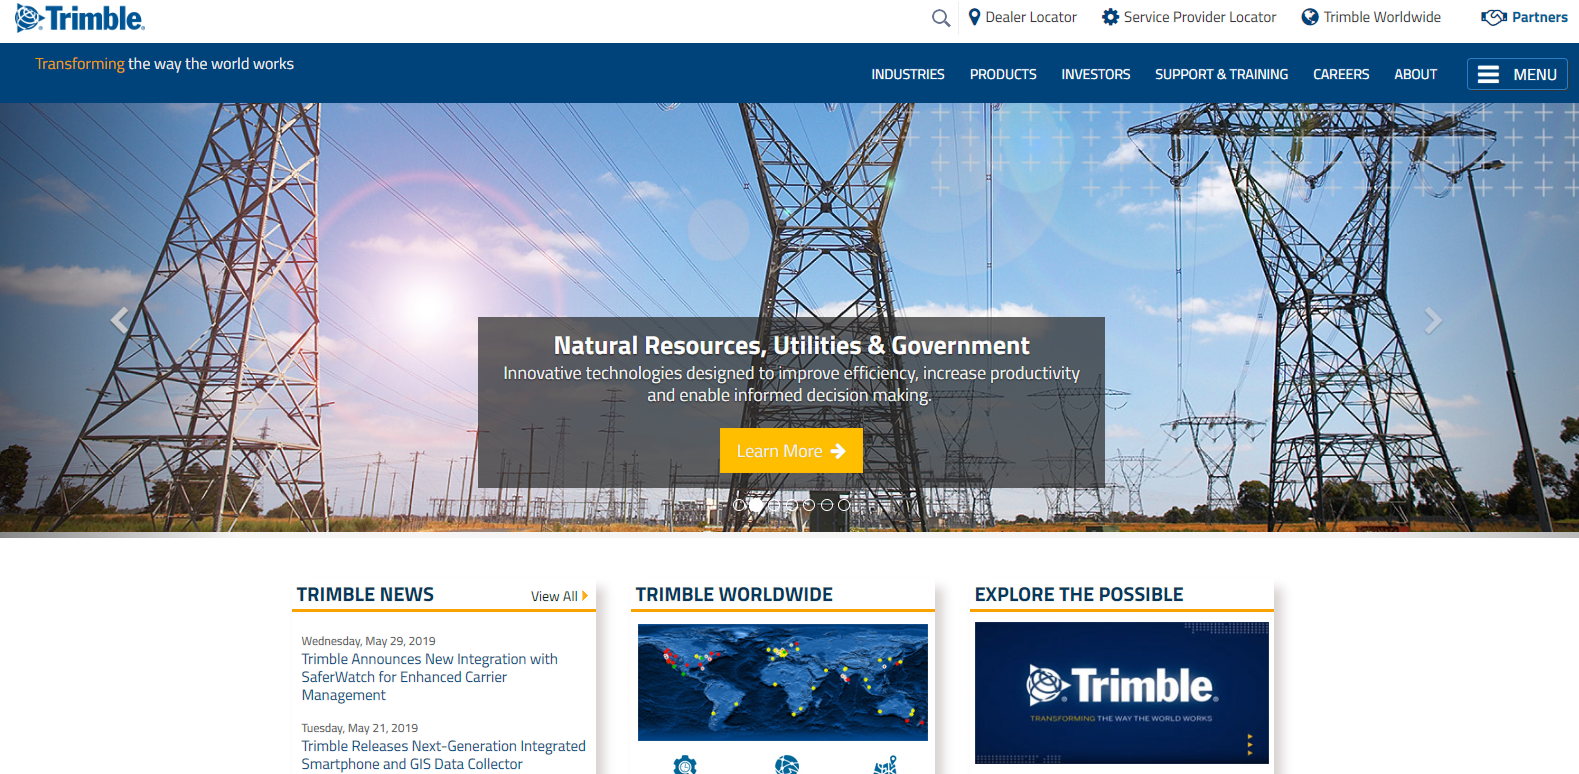 Trimble
Dealer Locator
Service Provider Locator
Trimble Worldwide
Partners
Transforming the way the world works
INDUSTRIES
PRODUCTS
INVESTORS
SUPPORT & TRAINING
CAREERS
ABOUT
MENU
Natural Resources, Utilities & Government
Innovative technologies designed to improve efficiency, increase productivity
and enable informed decision making.
Learn More
TRIMBLE NEWS
View All
Wednesday, May 29, 2019
Trimble Announces New Integration with
SaferWatch for Enhanced Carrier
Management
Tuesday, May 21, 2019
Trimble Releases Next-Generation Integrated
Smartphone and GIS Data Collector
TRIMBLE WORLDWIDE
EXPLORE THE POSSIBLE
Trimble
TRANSFORMING THE WAY THE WORLD WORKS